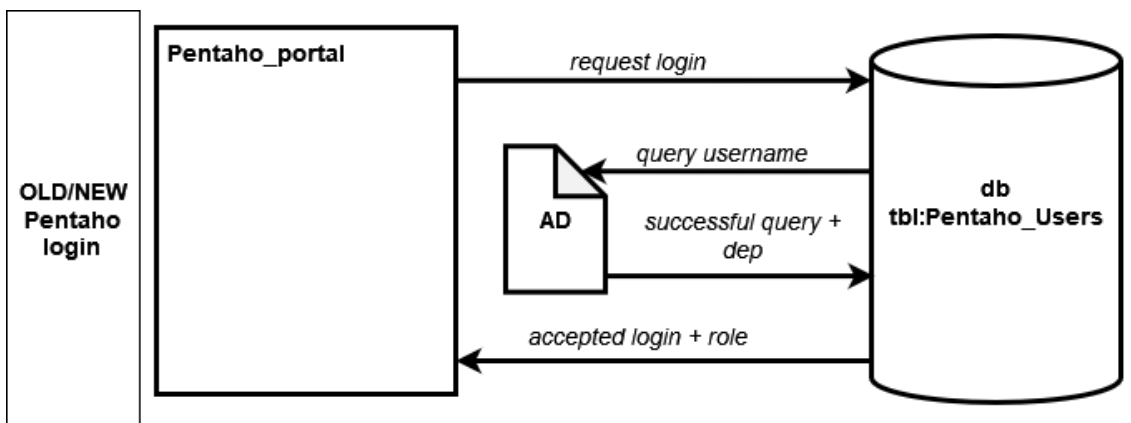 OLD/NEW
Pentaho
login
Pentaho_portal
request login
query username
AD
successful query +
dep
accepted login + role
db
tbl:Pentaho_Users